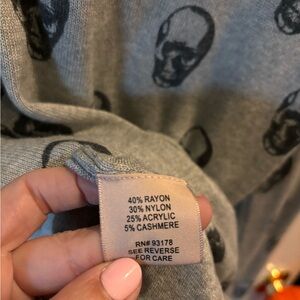 40% RAYON
30% NYLON
25% ACRYLIC
5% CASHMERE
RN# 93178
SEE REVERSE
FOR CARE